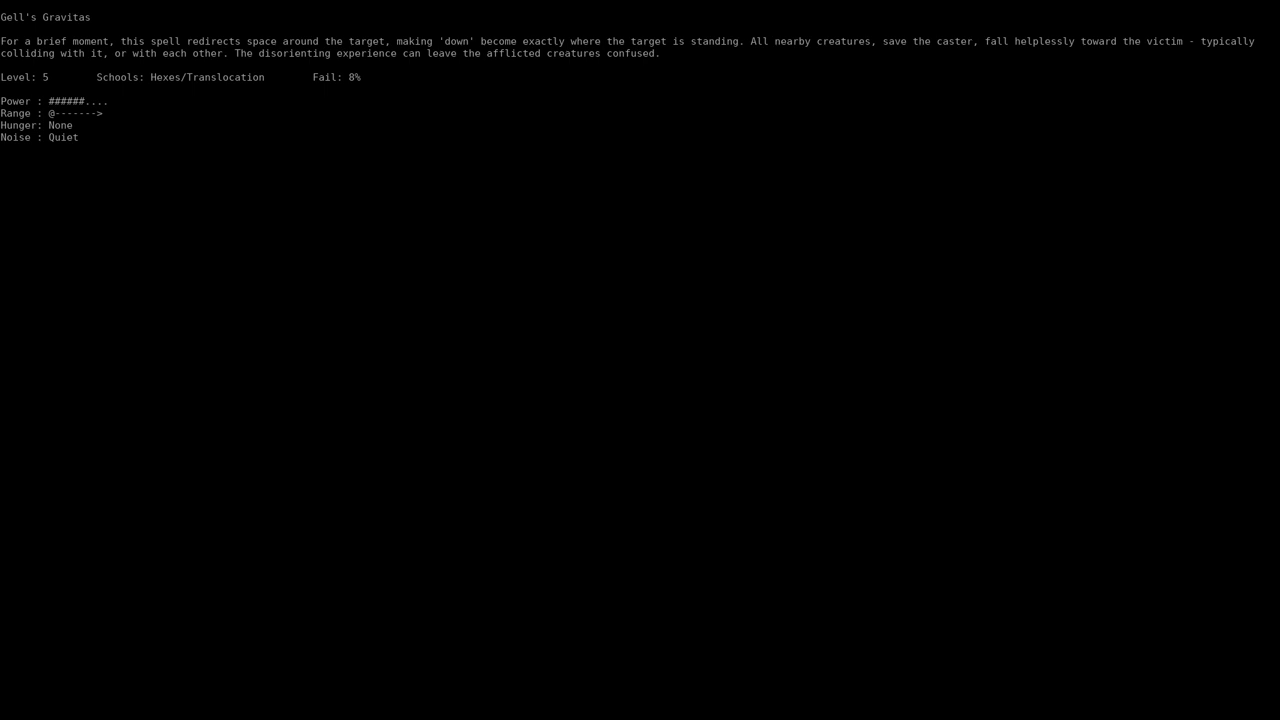 Gell's Gravitas
For a brief moment, this spell redirects space around the target, making 'down' become exactly where the target is standing. All nearby creatures, save the caster, fall helplessly toward the victim - typically
colliding with it, or with each other. The disorienting experience can leave the afflicted creatures confused.
Level: 5        Schools: Hexes/Translocation        Fail: 8%
Power : ######....
Range : @------->
Hunger: None
Noise : Quiet